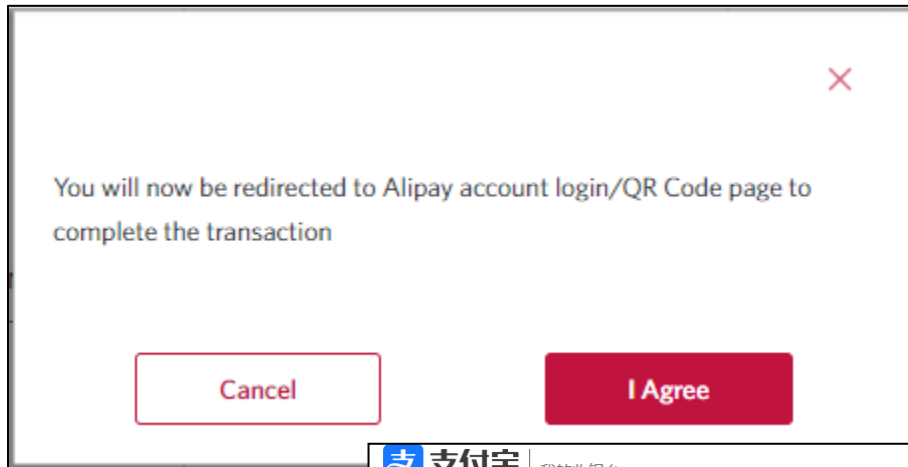 You will now be redirected to Alipay account login/QR Code page to
complete the transaction
Cancel
I Agree
支 支付宝